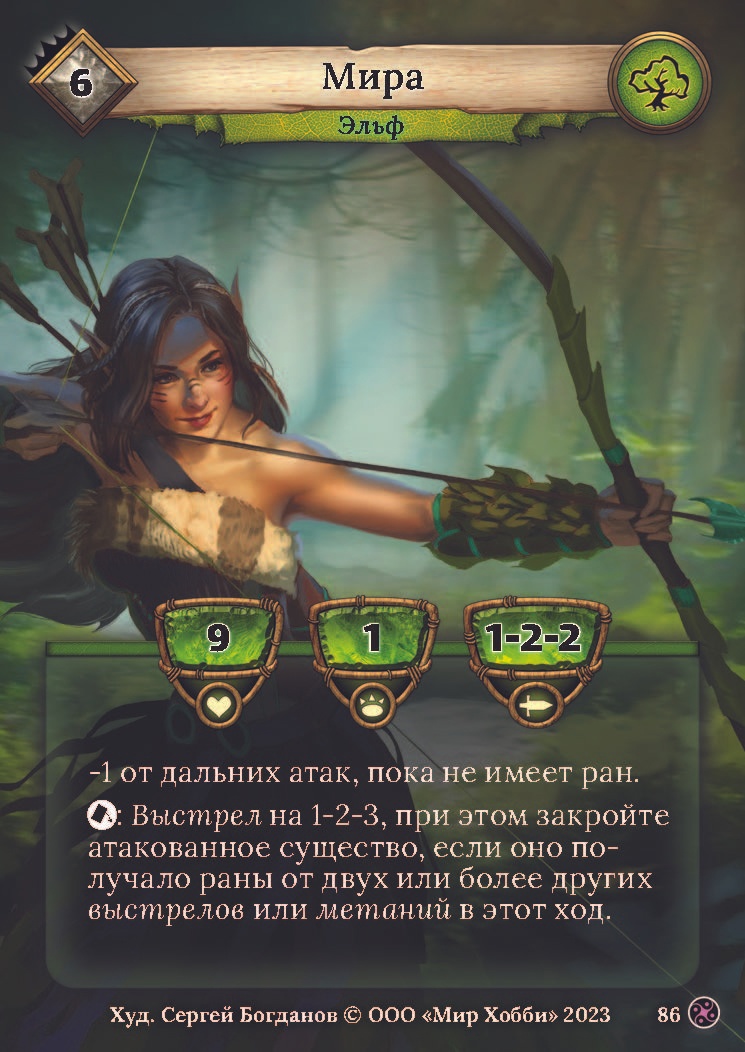 6
Мира
Эльф
9
1
1-2-2
-1 от дальних атак, пока не имеет ран.
: Выстрел на 1-2-3, при этом закройте
атакованное существо, если оно по-
лучало раны от двух или более других
выстрелов или метаний в этот ход.
Худ. Сергей Богданов © ООО «Мир Хобби» 2023
86